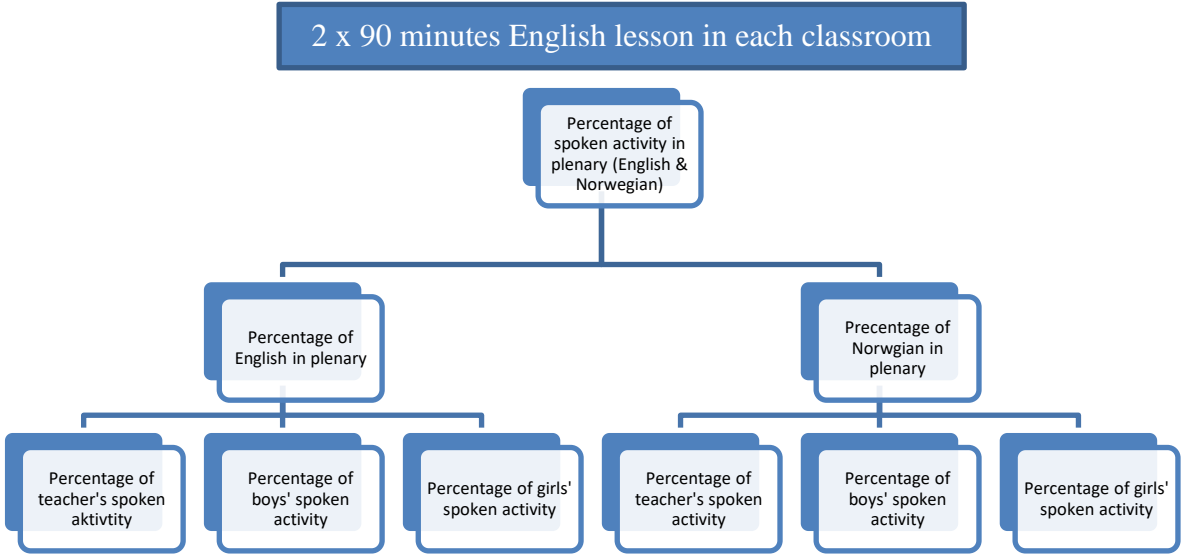 2 x 90 minutes English lesson in each classroom
Percentage of
spoken activity in
plenary (English &
Norwegian)
Percentage of
English in plenary
Precentage of
Norwgian in
plenary
Percentage of
teacher's spoken
aktivtity
Percentage of
boys' spoken
activity
Percentage of girls'
spoken activity
Percentage of
teacher's spoken
activity
Percentage of
boys' spoken
activity
Percentage of girls'
spoken activity